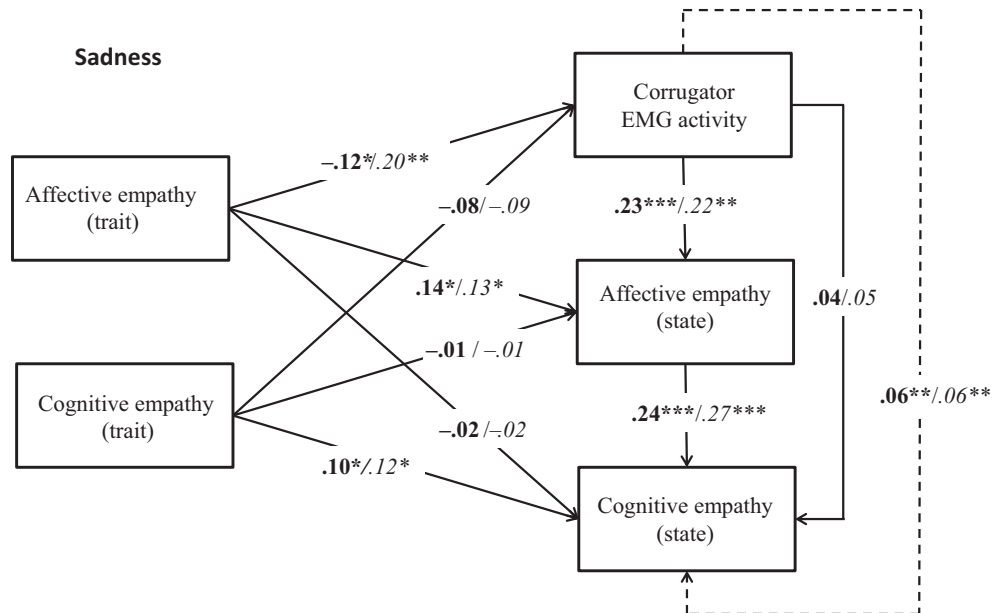 Sadness
Corrugator
EMG activity
–.12*/.20**
Affective empathy
(trait)
–.08/–.09
.23***/.22**
.14*/.13*
Affective empathy
(state)
.04/.05
–.01 / –.01
Cognitive empathy
(trait)
.06**/.06**
.24***/.27***
–.02 /–.02
.10*/.12*
Cognitive empathy
(state)